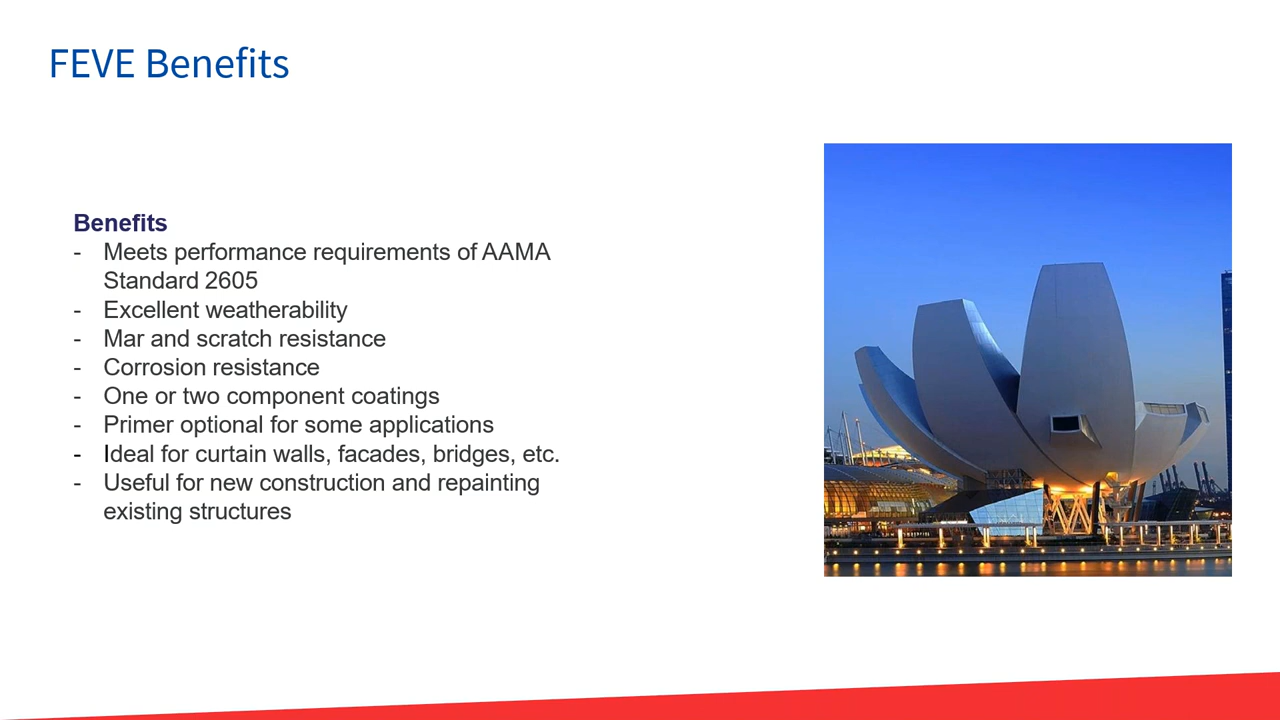 FEVE Benefits
Benefits
- Meets performance requirements of AAMA
Standard 2605
- Excellent weatherability
- Mar and scratch resistance
- Corrosion resistance
- One or two component coatings
- Primer optional for some applications
- Ideal for curtain walls, facades, bridges, etc.
- Useful for new construction and repainting
existing structures